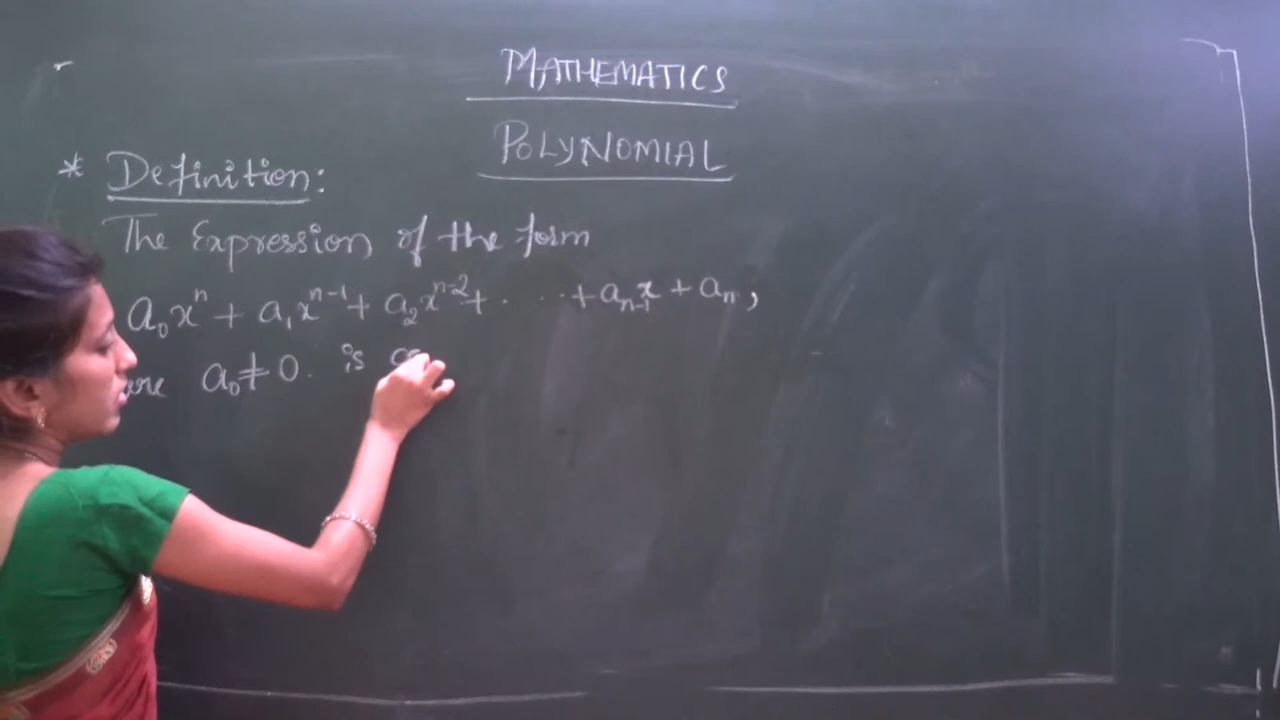 MATHEMATICS
POLYNOMIAL
* Definition:
The Expression of the form
a₀xⁿ + a₁xⁿ⁻¹ + a₂xⁿ⁻² + . . . . + aₙ₋₁x + aₙ ,
a₀ ≠ 0. is